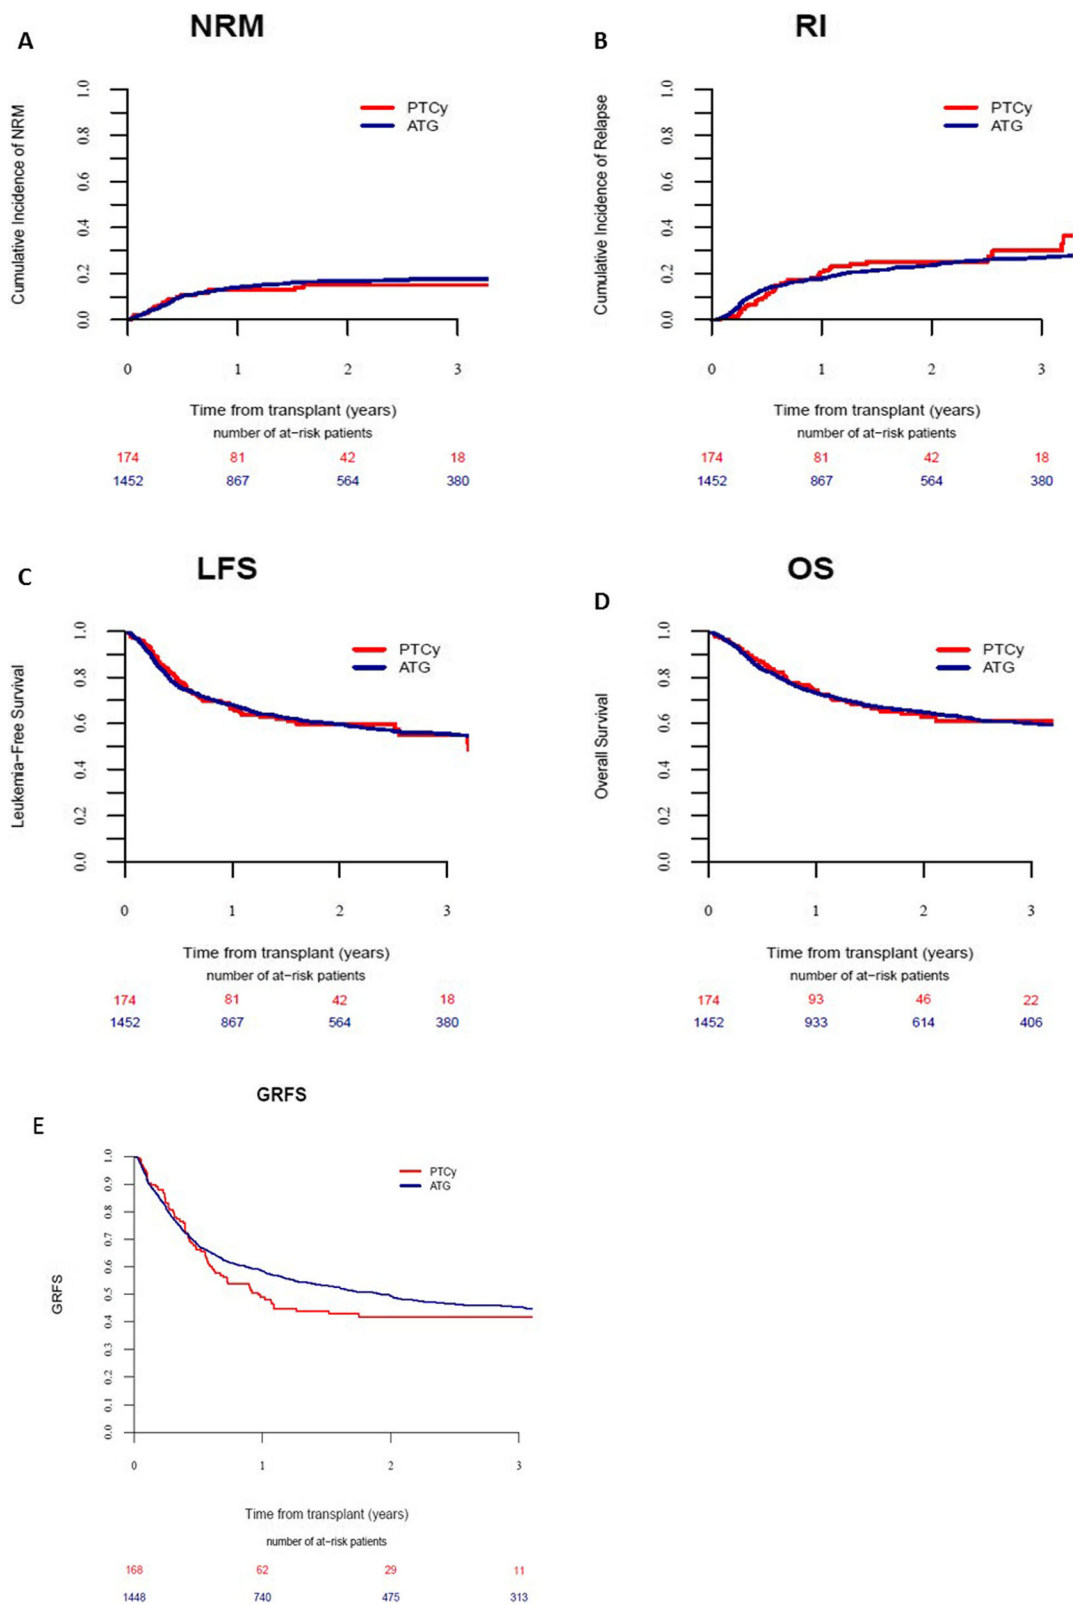 A
NRM
Cumulative Incidence of NRM
1.0
0.8
0.6
0.4
0.2
0.0
PTCy
ATG
0 1 2 3
Time from transplant (years)
number of at-risk patients
174 81 42 18
1452 867 564 380
B
RI
Cumulative Incidence of Relapse
1.0
0.8
0.6
0.4
0.2
0.0
PTCy
ATG
0 1 2 3
Time from transplant (years)
number of at-risk patients
174 81 42 18
1452 867 564 380
C
LFS
Leukemia-Free Survival
1.0
0.8
0.6
0.4
0.2
0.0
PTCy
ATG
0 1 2 3
Time from transplant (years)
number of at-risk patients
174 81 42 18
1452 867 564 380
D
OS
Overall Survival
1.0
0.8
0.6
0.4
0.2
0.0
PTCy
ATG
0 1 2 3
Time from transplant (years)
number of at-risk patients
174 93 46 22
1452 933 614 406
E
GRFS
GRFS
1.0
0.9
0.8
0.7
0.6
0.5
0.4
0.3
0.2
0.1
0.0
PTCy
ATG
0 1 2 3
Time from transplant (years)
number of at-risk patients
168 62 29 11
1448 740 475 313